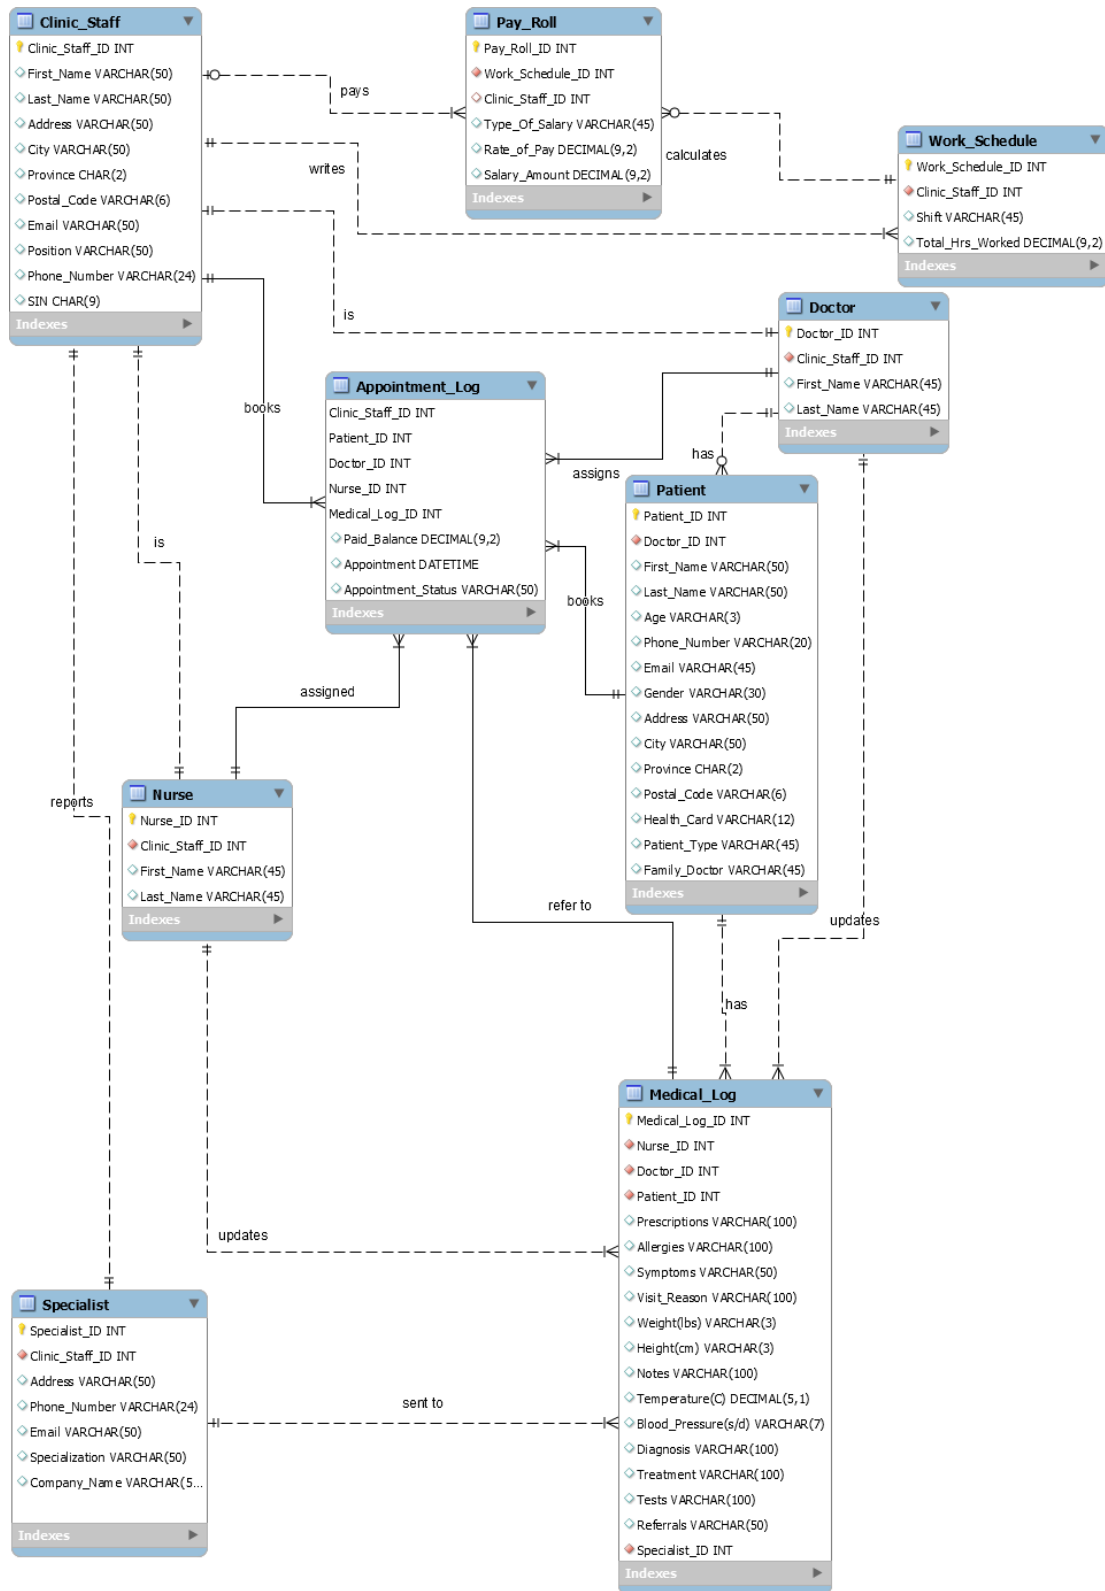 Clinic_Staff
Clinic_Staff_ID INT
First_Name VARCHAR(50)
Last_Name VARCHAR(50)
Address VARCHAR(50)
City VARCHAR(50)
Province CHAR(2)
Postal_Code VARCHAR(6)
Email VARCHAR(50)
Position VARCHAR(50)
Phone_Number VARCHAR(24)
SIN CHAR(9)
Indexes
Pay_Roll
Pay_Roll_ID INT
Work_Schedule_ID INT
Clinic_Staff_ID INT
Type_Of_Salary VARCHAR(45)
Rate_of_Pay DECIMAL(9,2)
Salary_Amount DECIMAL(9,2)
Indexes
pays
writes
calculates
Work_Schedule
Work_Schedule_ID INT
Clinic_Staff_ID INT
Shift VARCHAR(45)
Total_Hrs_Worked DECIMAL(9,2)
Indexes
is
Doctor
Doctor_ID INT
Clinic_Staff_ID INT
First_Name VARCHAR(45)
Last_Name VARCHAR(45)
Indexes
books
Appointment_Log
Clinic_Staff_ID INT
Patient_ID INT
Doctor_ID INT
Nurse_ID INT
Medical_Log_ID INT
Paid_Balance DECIMAL(9,2)
Appointment DATETIME
Appointment_Status VARCHAR(50)
Indexes
assigns
has
Patient
Patient_ID INT
Doctor_ID INT
First_Name VARCHAR(50)
Last_Name VARCHAR(50)
Age VARCHAR(3)
Phone_Number VARCHAR(20)
Email VARCHAR(45)
Gender VARCHAR(30)
Address VARCHAR(50)
City VARCHAR(50)
Province CHAR(2)
Postal_Code VARCHAR(6)
Health_Card VARCHAR(12)
Patient_Type VARCHAR(45)
Family_Doctor VARCHAR(45)
Indexes
is
books
assigned
reports
Nurse
Nurse_ID INT
Clinic_Staff_ID INT
First_Name VARCHAR(45)
Last_Name VARCHAR(45)
Indexes
refer to
updates
has
Medical_Log
Medical_Log_ID INT
Nurse_ID INT
Doctor_ID INT
Patient_ID INT
Prescriptions VARCHAR(100)
Allergies VARCHAR(100)
Symptoms VARCHAR(50)
Visit_Reason VARCHAR(100)
Weight(lbs) VARCHAR(3)
Height(cm) VARCHAR(3)
Notes VARCHAR(100)
Temperature(C) DECIMAL(5,1)
Blood_Pressure(s/d) VARCHAR(7)
Diagnosis VARCHAR(100)
Treatment VARCHAR(100)
Tests VARCHAR(100)
Referrals VARCHAR(50)
Specialist_ID INT
Indexes
updates
Specialist
Specialist_ID INT
Clinic_Staff_ID INT
Address VARCHAR(50)
Phone_Number VARCHAR(24)
Email VARCHAR(50)
Specialization VARCHAR(50)
Company_Name VARCHAR(5...
Indexes
sent to